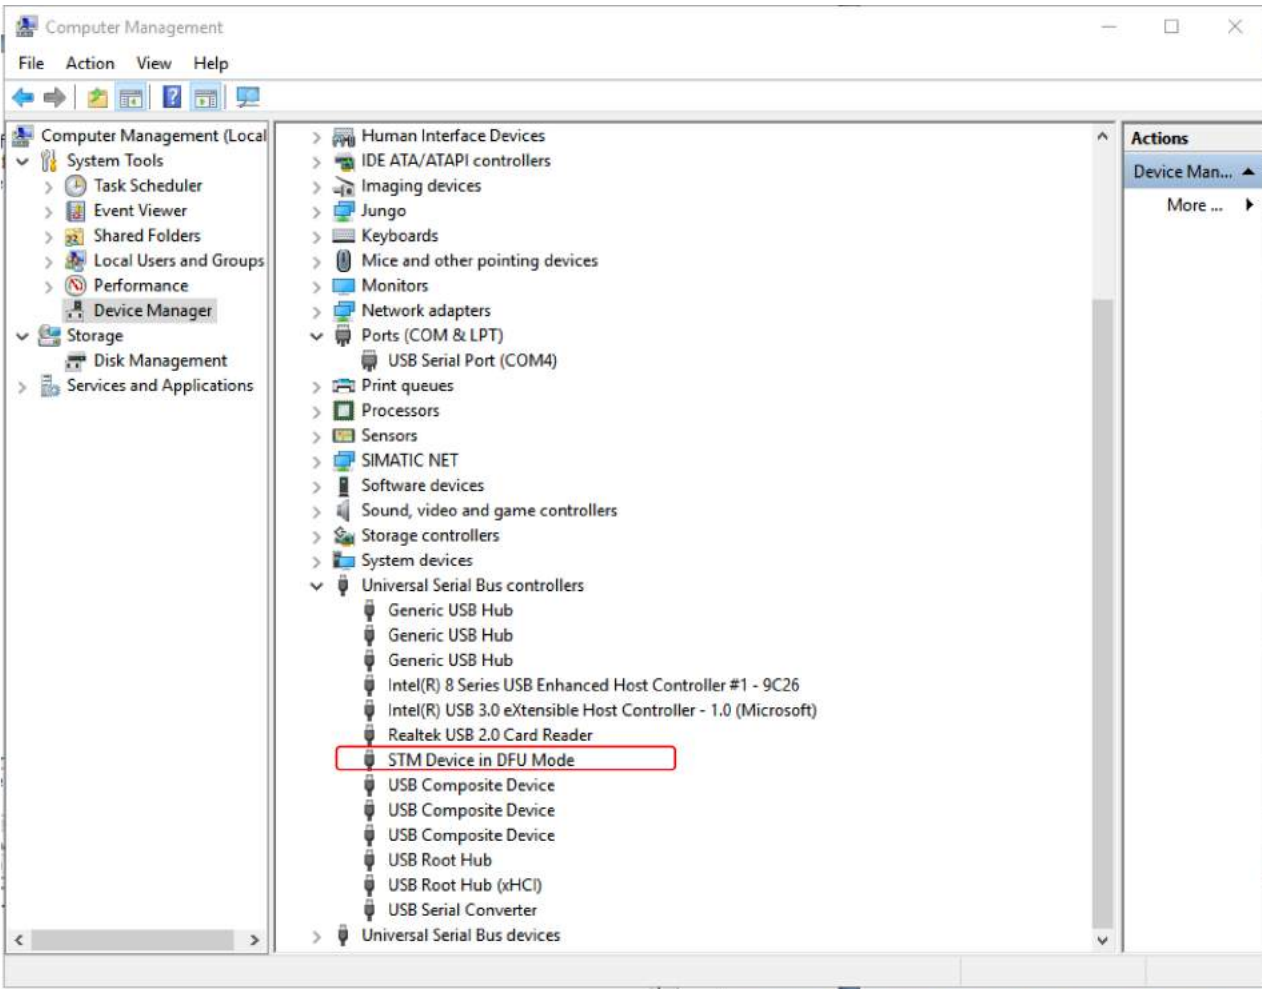 Computer Management
File Action View Help
Computer Management (Local
System Tools
Task Scheduler
Event Viewer
Shared Folders
Local Users and Groups
Performance
Device Manager
Storage
Disk Management
Services and Applications
Human Interface Devices
IDE ATA/ATAPI controllers
Imaging devices
Jungo
Keyboards
Mice and other pointing devices
Monitors
Network adapters
Ports (COM & LPT)
USB Serial Port (COM4)
Print queues
Processors
Sensors
SIMATIC NET
Software devices
Sound, video and game controllers
Storage controllers
System devices
Universal Serial Bus controllers
Generic USB Hub
Generic USB Hub
Generic USB Hub
Intel(R) 8 Series USB Enhanced Host Controller #1 - 9C26
Intel(R) USB 3.0 eXtensible Host Controller - 1.0 (Microsoft)
Realtek USB 2.0 Card Reader
STM Device in DFU Mode
USB Composite Device
USB Composite Device
USB Composite Device
USB Root Hub
USB Root Hub (xHCI)
USB Serial Converter
Universal Serial Bus devices
Actions
Device Man...
More ...